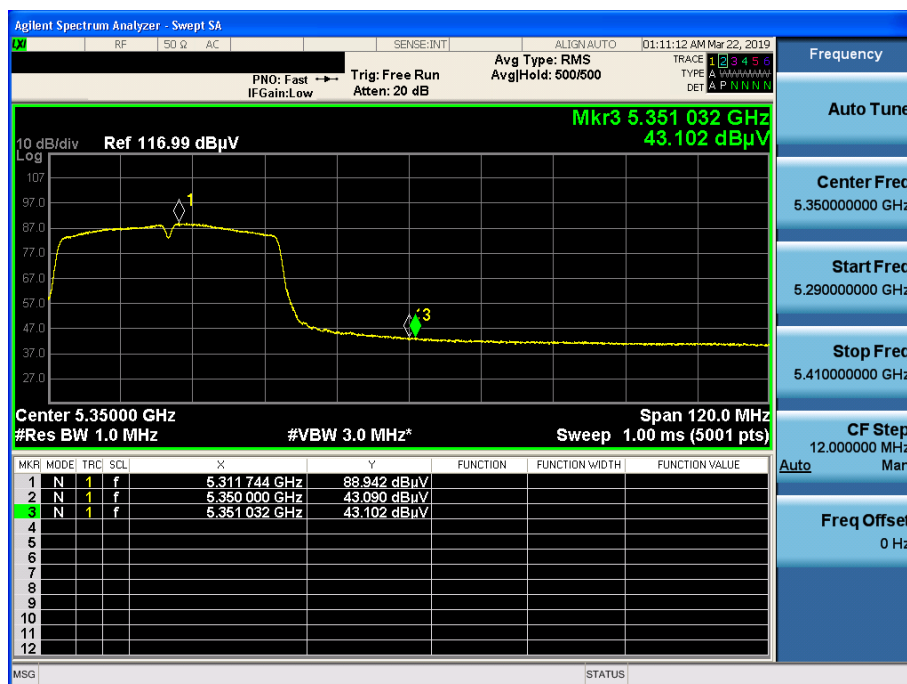 Agilent Spectrum Analyzer - Swept SA
LXI RF 50 Ω AC SENSE:INT ALIGN AUTO 01:11:12 AM Mar 22, 2019
PNO: Fast Trig: Free Run Avg Type: RMS TRACE 1 2 3 4 5 6
IFGain:Low Atten: 20 dB Avg|Hold: 500/500 TYPE A WWWWW
DET A P N N N N
Mkr3 5.351 032 GHz
43.102 dBµV
10 dB/div Ref 116.99 dBµV
Log
107
97.0
87.0
77.0
67.0
57.0
47.0
37.0
27.0
1
3
Center 5.35000 GHz Span 120.0 MHz
#Res BW 1.0 MHz #VBW 3.0 MHz* Sweep 1.00 ms (5001 pts)
MKR MODE TRC SCL X Y FUNCTION FUNCTION WIDTH FUNCTION VALUE
1 N 1 f 5.311 744 GHz 88.942 dBµV
2 N 1 f 5.350 000 GHz 43.090 dBµV
3 N 1 f 5.351 032 GHz 43.102 dBµV
4
5
6
7
8
9
10
11
12
MSG STATUS
Frequency
Auto Tune
Center Freq
5.350000000 GHz
Start Freq
5.290000000 GHz
Stop Freq
5.410000000 GHz
CF Step
12.000000 MHz
Auto Man
Freq Offset
0 Hz